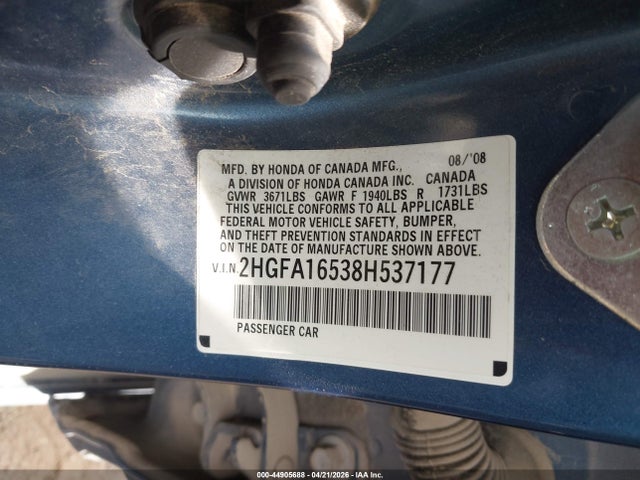 MFD. BY HONDA OF CANADA MFG., 08/'08
A DIVISION OF HONDA CANADA INC. CANADA
GVWR 3671LBS GAWR F 1940LBS R 1731LBS
THIS VEHICLE CONFORMS TO ALL APPLICABLE
FEDERAL MOTOR VEHICLE SAFETY, BUMPER,
AND THEFT PREVENTION STANDARDS IN EFFECT
ON THE DATE OF MANUFACTURE SHOWN ABOVE.
V.I.N. 2HGFA16538H537177
PASSENGER CAR
000-44905688 - 04/21/2026 - IAA Inc.